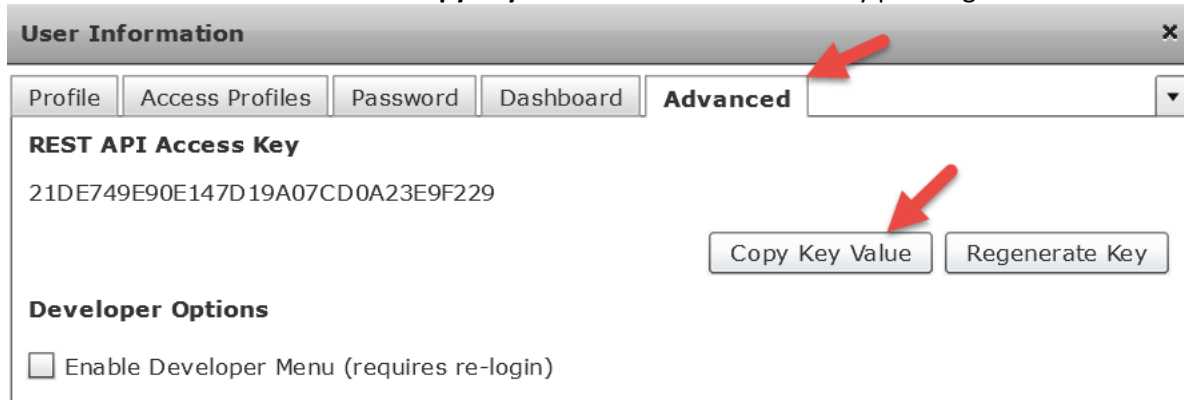 User Information
Profile Access Profiles Password Dashboard Advanced
REST API Access Key
21DE749E90E147D19A07CD0A23E9F229
Copy Key Value Regenerate Key
Developer Options
Enable Developer Menu (requires re-login)